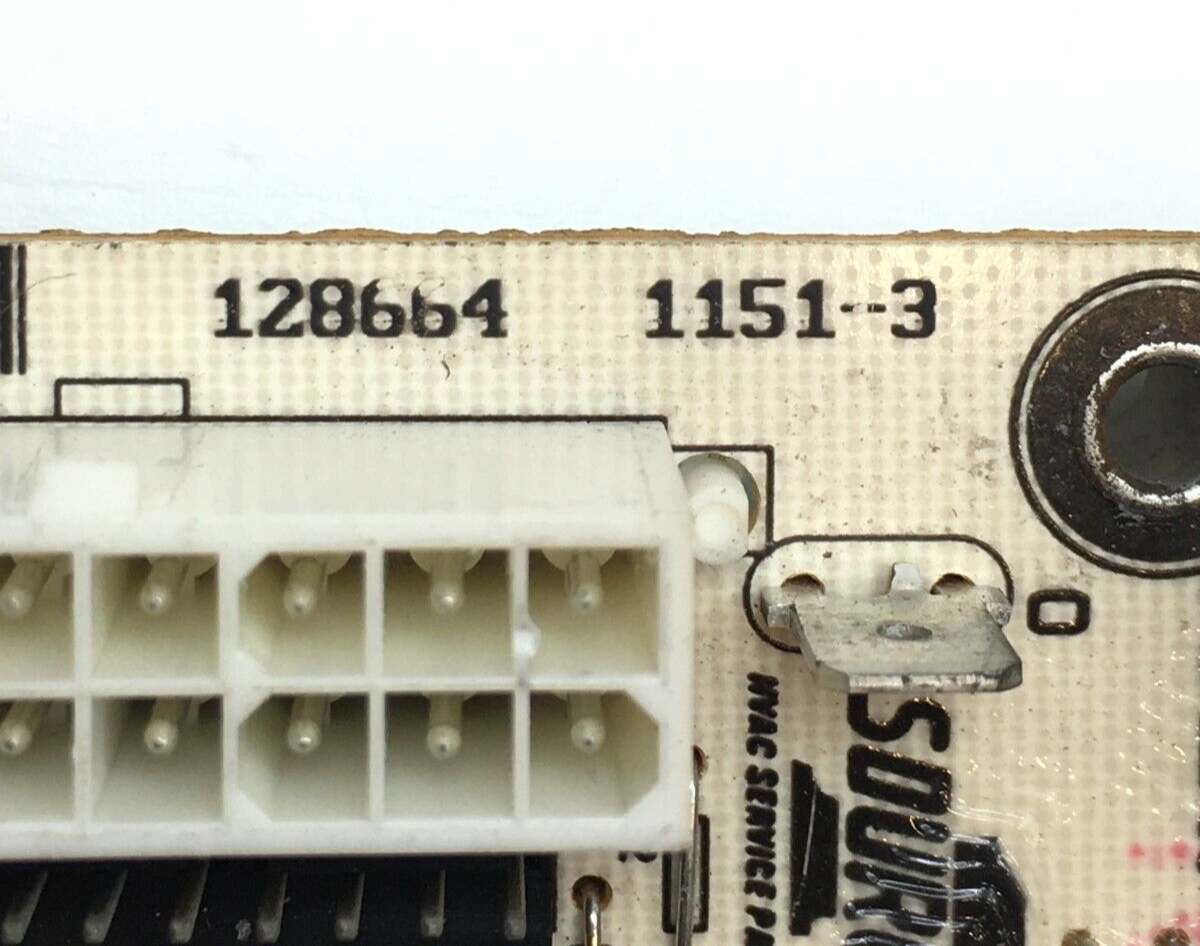 128664 1151-3
HVAC SERVICE PA
SOUR